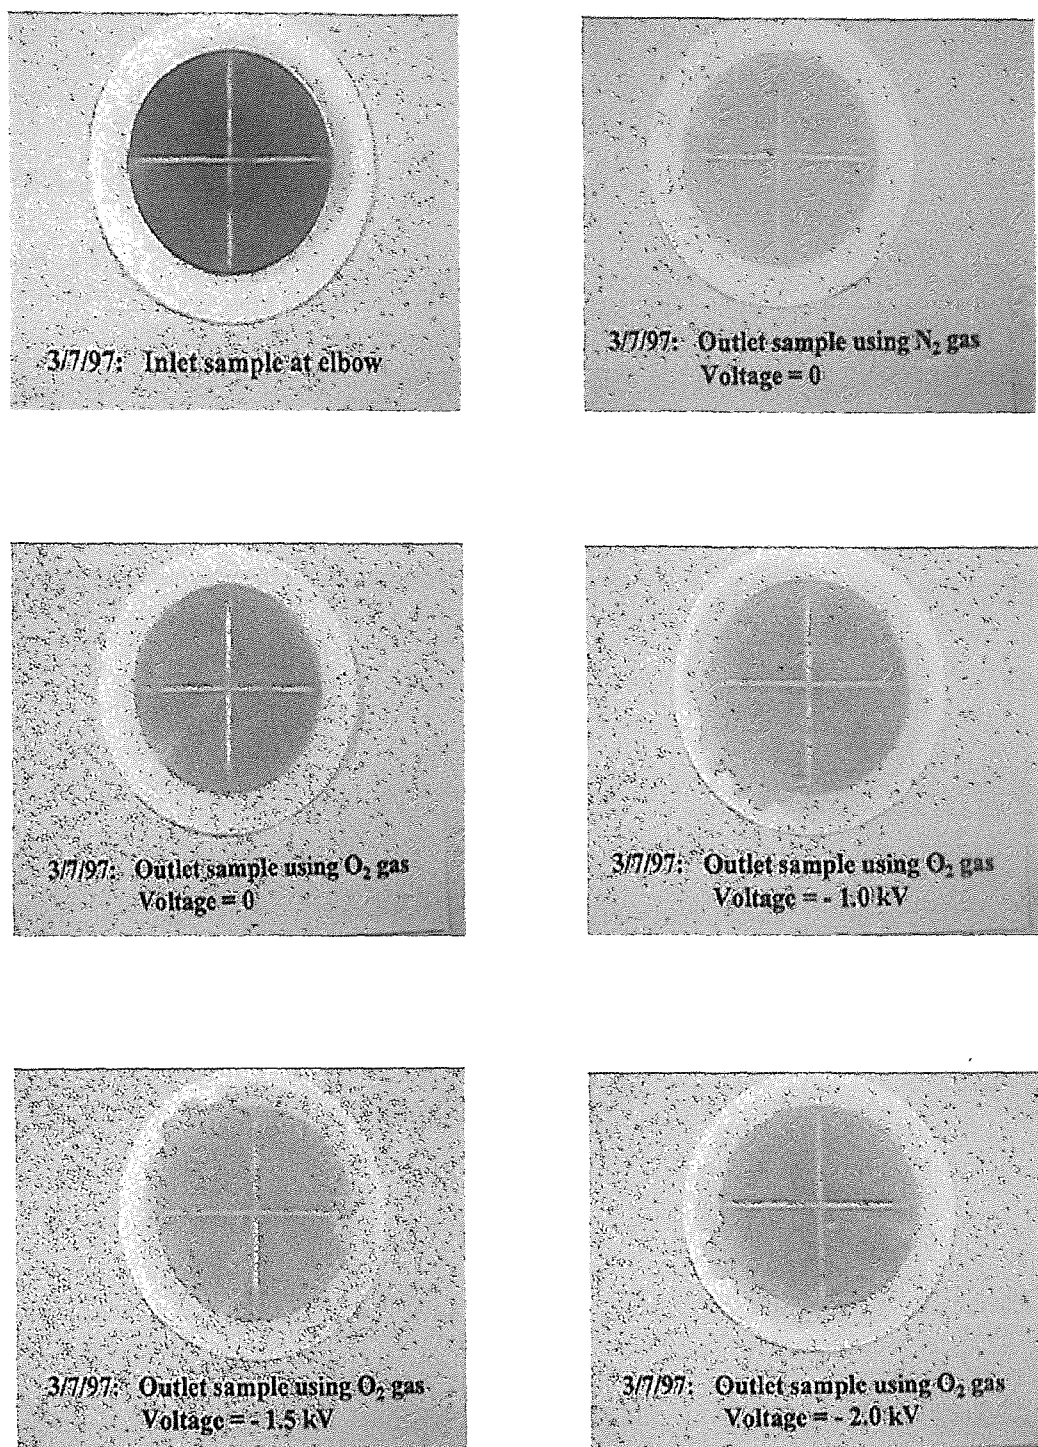 3/7/97: Inlet sample at elbow
3/7/97: Outlet sample using N₂ gas
Voltage = 0
3/7/97: Outlet sample using O₂ gas
Voltage = 0
3/7/97: Outlet sample using O₂ gas
Voltage = - 1.0 kV
3/7/97: Outlet sample using O₂ gas
Voltage = - 1.5 kV
3/7/97: Outlet sample using O₂ gas
Voltage = - 2.0 kV